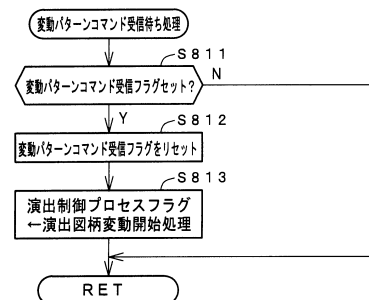 変動パターンコマンド受信待ち処理
S811
変動パターンコマンド受信フラグセット?
N
Y
S812
変動パターンコマンド受信フラグをリセット
S813
演出制御プロセスフラグ
←演出図柄変動開始処理
RET